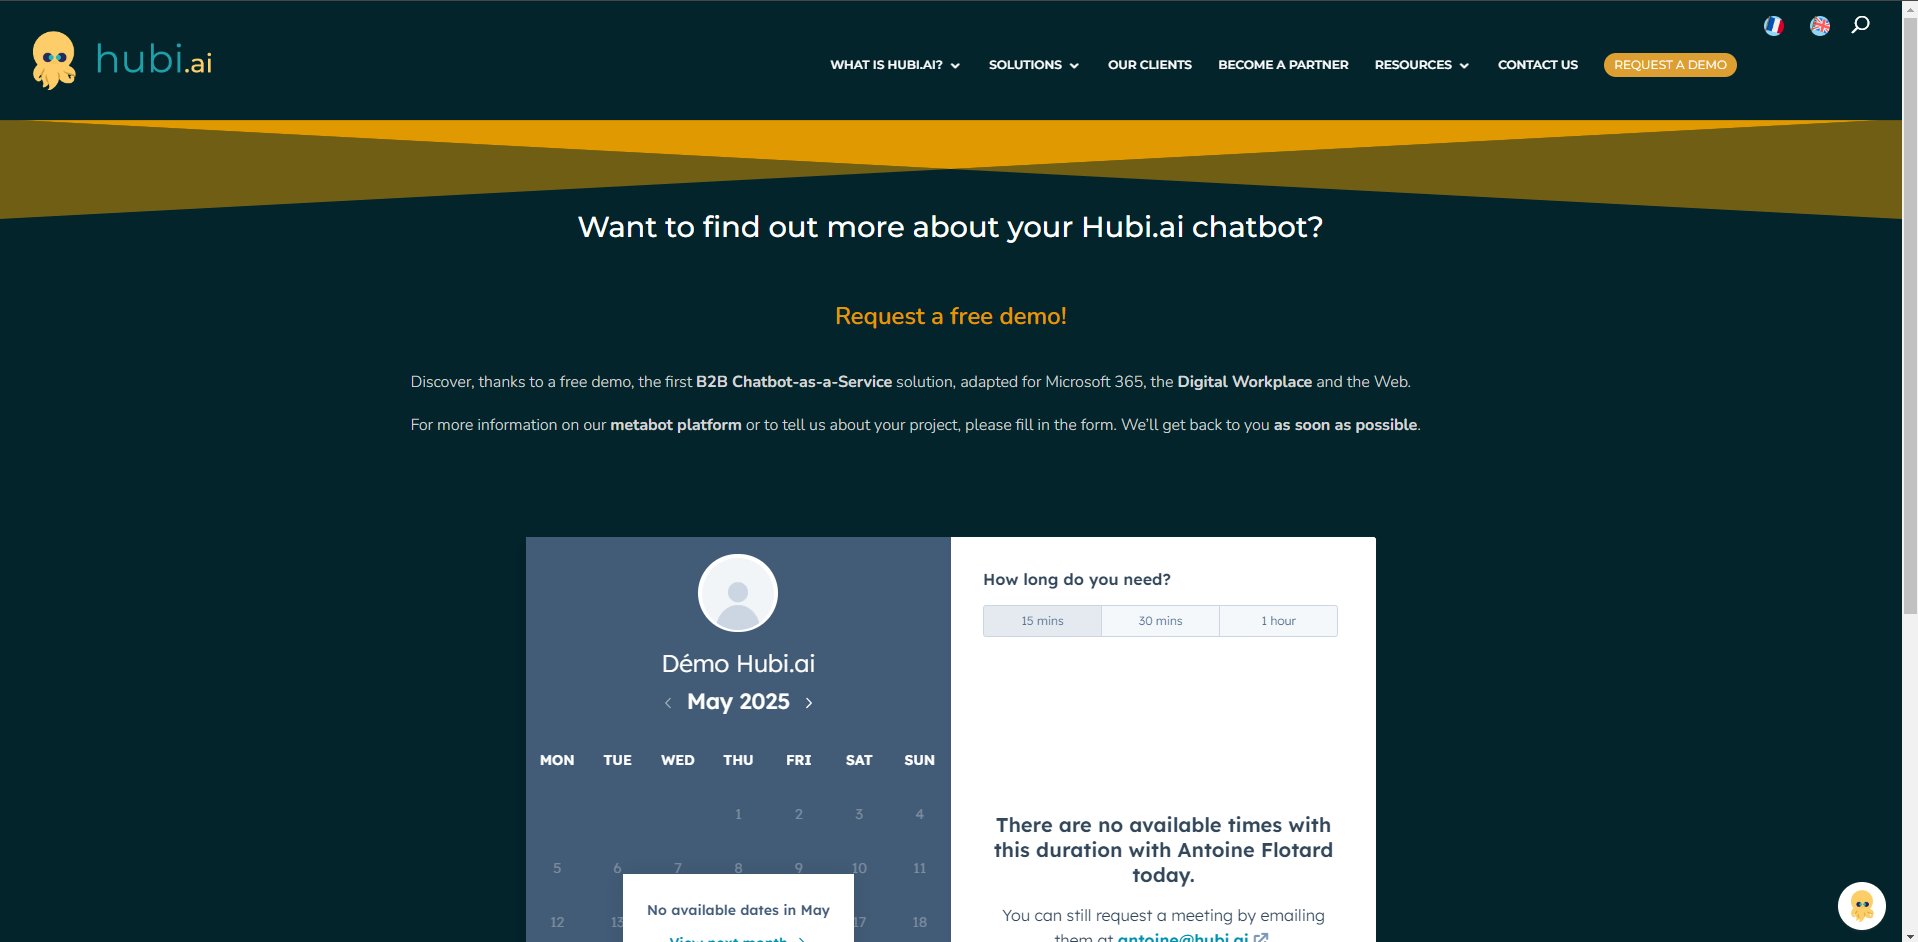 hubi.ai
WHAT IS HUBI.AI?
SOLUTIONS
OUR CLIENTS
BECOME A PARTNER
RESOURCES
CONTACT US
REQUEST A DEMO
Want to find out more about your Hubi.ai chatbot?
Request a free demo!
Discover, thanks to a free demo, the first B2B Chatbot-as-a-Service solution, adapted for Microsoft 365, the Digital Workplace and the Web.
For more information on our metabot platform or to tell us about your project, please fill in the form. We’ll get back to you as soon as possible.
Démo Hubi.ai
May 2025
MON TUE WED THU FRI SAT SUN
1 2 3 4
5 6 7 8 9 10 11
12 13 17 18
No available dates in May
View next month
How long do you need?
15 mins 30 mins 1 hour
There are no available times with
this duration with Antoine Flotard
today.
You can still request a meeting by emailing
them at antoine@hubi.ai